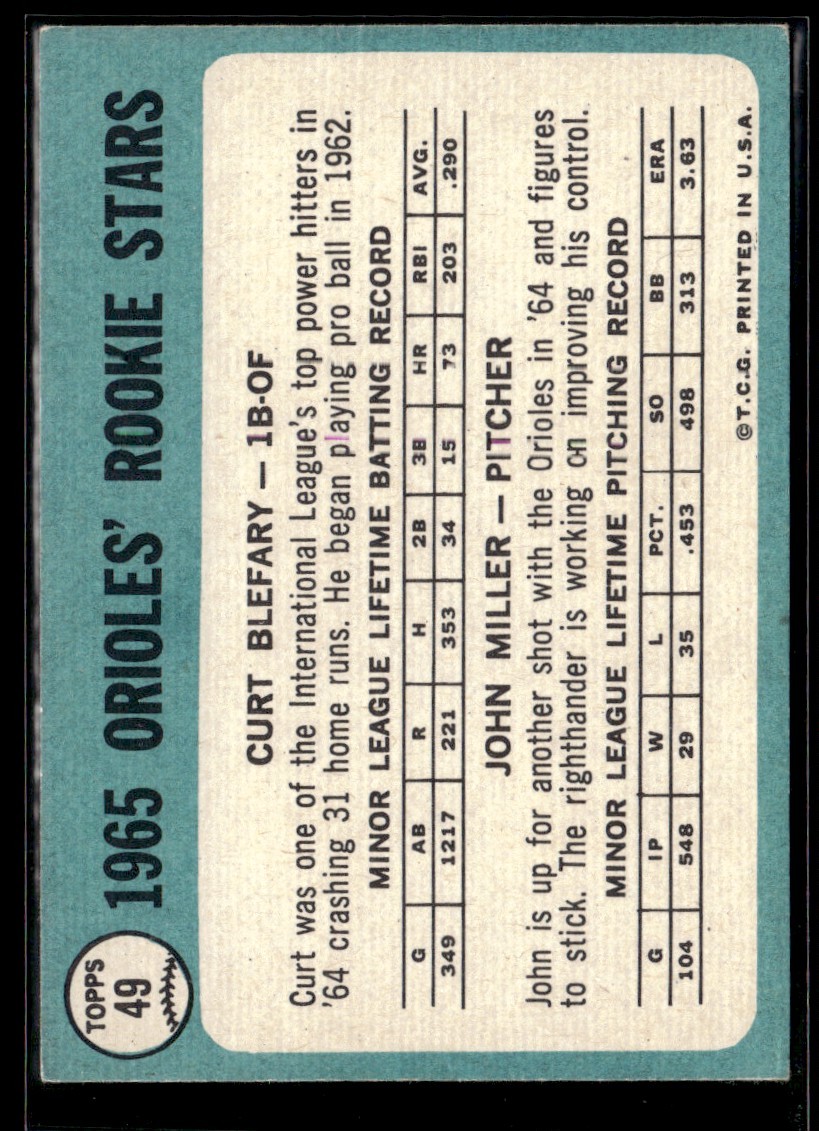 TOPPS
49
1965 ORIOLES' ROOKIE STARS
CURT BLEFARY — 1B-OF
Curt was one of the International League's top power hitters in
'64 crashing 31 home runs. He began playing pro ball in 1962.
MINOR LEAGUE LIFETIME BATTING RECORD
G AB R H 2B 3B HR RBI AVG.
349 1217 221 353 34 15 73 203 .290
JOHN MILLER — PITCHER
John is up for another shot with the Orioles in '64 and figures
to stick. The righthander is working on improving his control.
MINOR LEAGUE LIFETIME PITCHING RECORD
G IP W L PCT. SO BB ERA
104 548 29 35 .453 498 313 3.63
©T.C.G. PRINTED IN U.S.A.